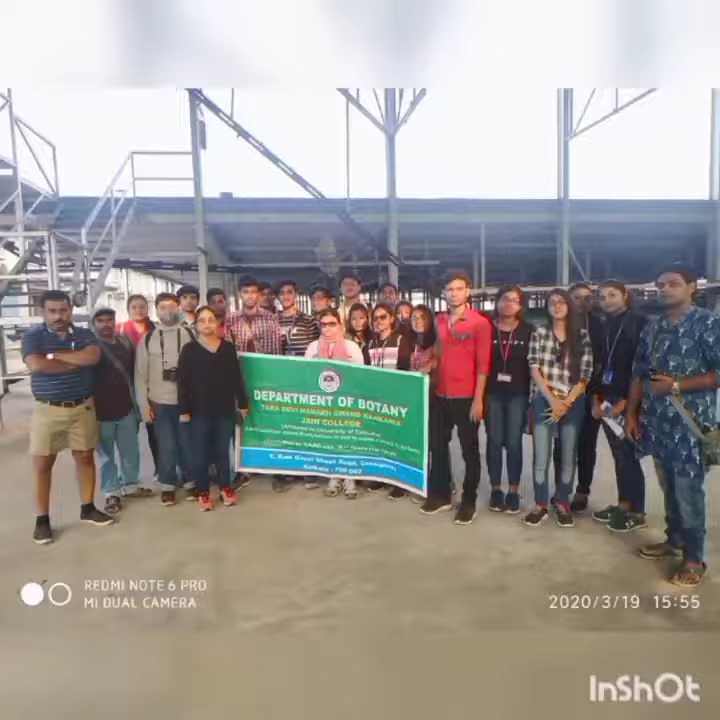 DEPARTMENT OF BOTANY
TARA DEVI HARAKH CHAND KANKARIA
JAIN COLLEGE
(Affiliated to University of Calcutta)
Kolkata - 700 002
REDMI NOTE 6 PRO
MI DUAL CAMERA
2020/3/19 15:55
InShOt